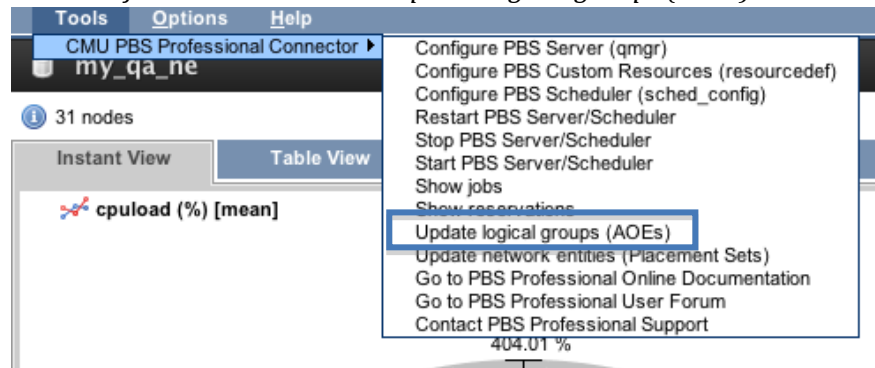 Tools Options Help
CMU PBS Professional Connector
my_qa_ne
31 nodes
Instant View Table View
cpuload (%) [mean]
Configure PBS Server (qmgr)
Configure PBS Custom Resources (resourcedef)
Configure PBS Scheduler (sched_config)
Restart PBS Server/Scheduler
Stop PBS Server/Scheduler
Start PBS Server/Scheduler
Show jobs
Show reservations
Update logical groups (AOEs)
Update network entities (Placement Sets)
Go to PBS Professional Online Documentation
Go to PBS Professional User Forum
Contact PBS Professional Support
404.01 %